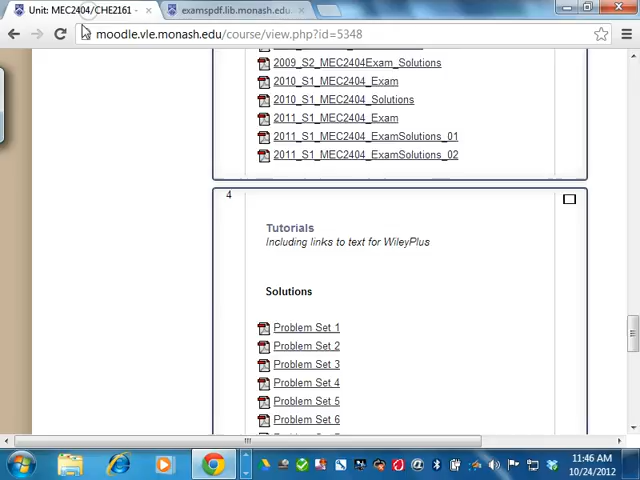 Unit: MEC2404/CHE2161 -
examspdf.lib.monash.edu.
moodle.vle.monash.edu/course/view.php?id=5348
2009_S2_MEC2404Exam_Solutions
2010_S1_MEC2404_Exam
2010_S1_MEC2404_Solutions
2011_S1_MEC2404_Exam
2011_S1_MEC2404_ExamSolutions_01
2011_S1_MEC2404_ExamSolutions_02
4
Tutorials
Including links to text for WileyPlus
Solutions
Problem Set 1
Problem Set 2
Problem Set 3
Problem Set 4
Problem Set 5
Problem Set 6
11:46 AM
10/24/2012